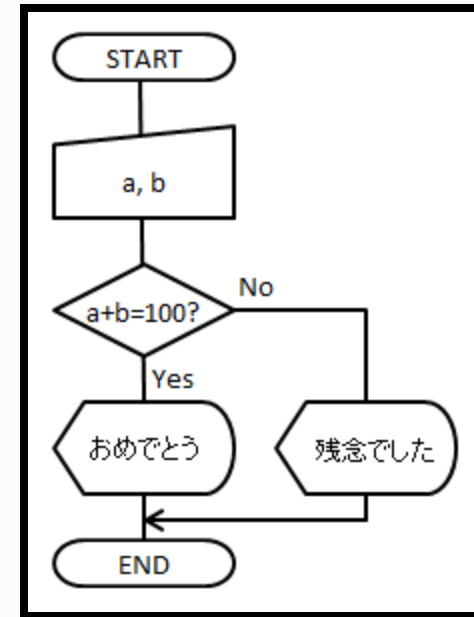 START
a, b
a+b=100?
No
Yes
おめでとう
残念でした
END